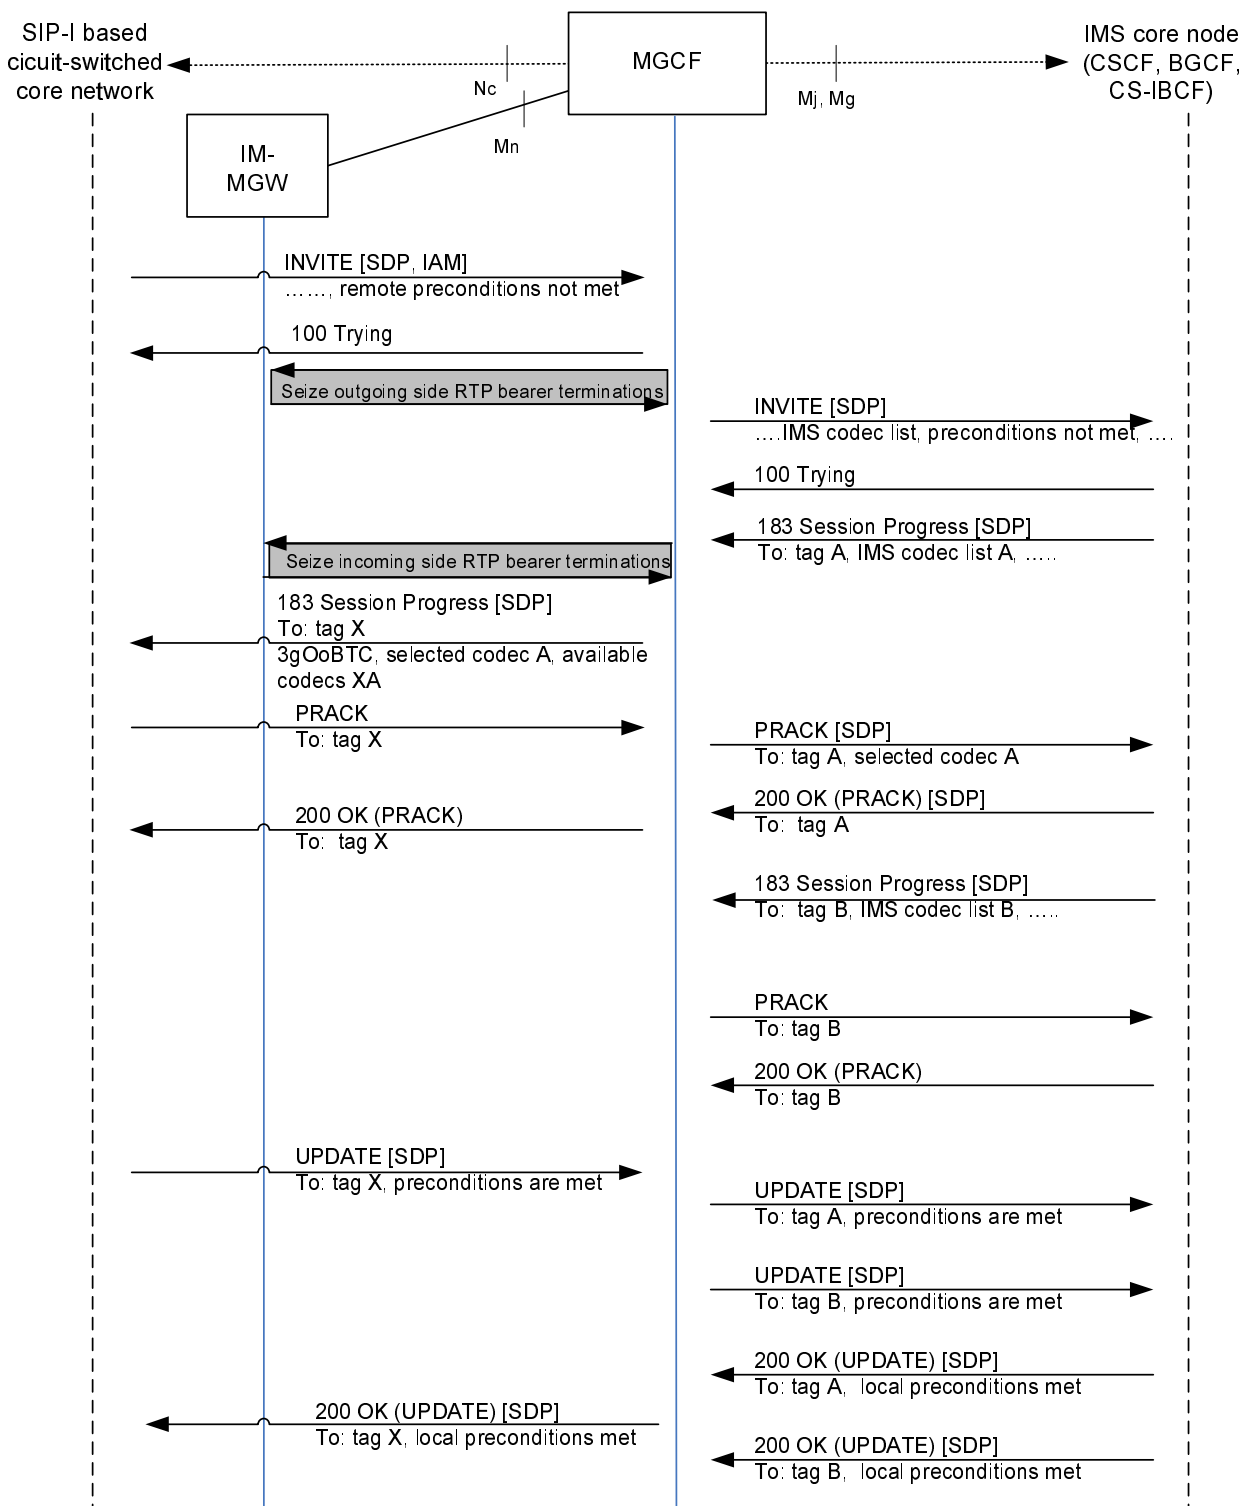 SIP-I based
cicuit-switched
core network
MGCF
IMS core node
(CSCF, BGCF,
CS-IBCF)
Nc
Mj, Mg
Mn
IM-
MGW
INVITE [SDP, IAM]
……, remote preconditions not met
100 Trying
Seize outgoing side RTP bearer terminations
INVITE [SDP]
….IMS codec list, preconditions not met, ….
100 Trying
183 Session Progress [SDP]
To: tag A, IMS codec list A, …..
Seize incoming side RTP bearer terminations
183 Session Progress [SDP]
To: tag X
3gOoBTC, selected codec A, available
codecs XA
PRACK
To: tag X
PRACK [SDP]
To: tag A, selected codec A
200 OK (PRACK) [SDP]
To:  tag A
200 OK (PRACK)
To:  tag X
183 Session Progress [SDP]
To:  tag B, IMS codec list B, …..
PRACK
To: tag B
200 OK (PRACK)
To: tag B
UPDATE [SDP]
To: tag X, preconditions are met
UPDATE [SDP]
To: tag A, preconditions are met
UPDATE [SDP]
To: tag B, preconditions are met
200 OK (UPDATE) [SDP]
To: tag A,  local preconditions met
200 OK (UPDATE) [SDP]
To: tag X, local preconditions met
200 OK (UPDATE) [SDP]
To: tag B,  local preconditions met